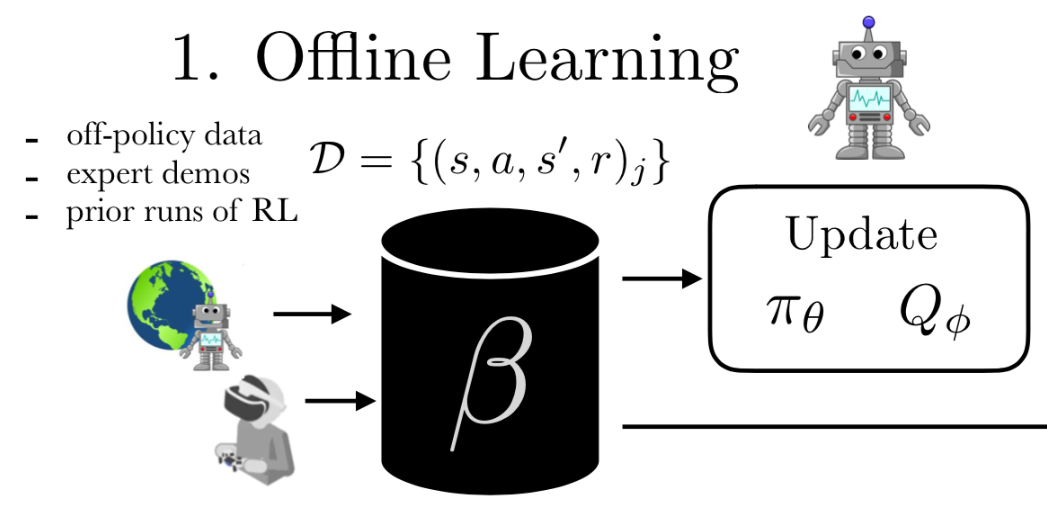 1. Offline Learning
- off-policy data
- expert demos
- prior runs of RL
𝒟 = {(s, a, s′, r)ⱼ}
β
Update
π_θ Q_ϕ